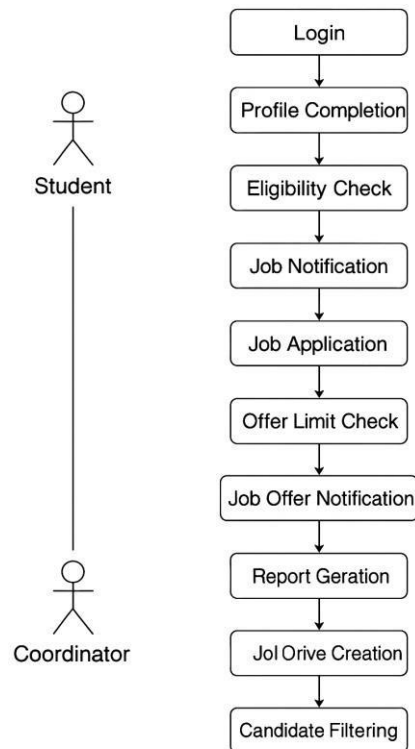 Login
Profile Completion
Student
Eligibility Check
Job Notification
Job Application
Offer Limit Check
Job Offer Notification
Report Geration
Coordinator
Jol Orive Creation
Candidate Filtering